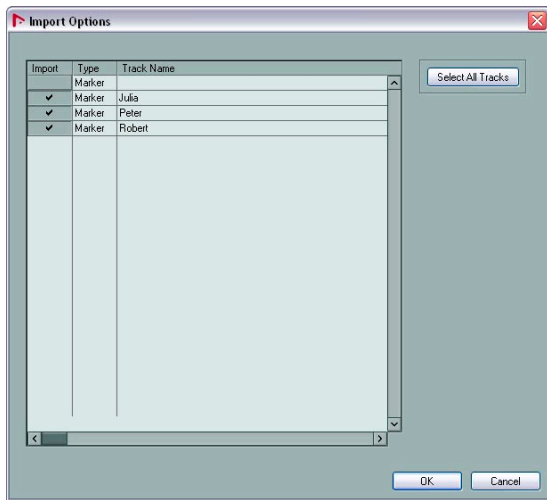 Import Options
Import Type Track Name
Marker
✔ Marker Julia
✔ Marker Peter
✔ Marker Robert
Select All Tracks
OK Cancel